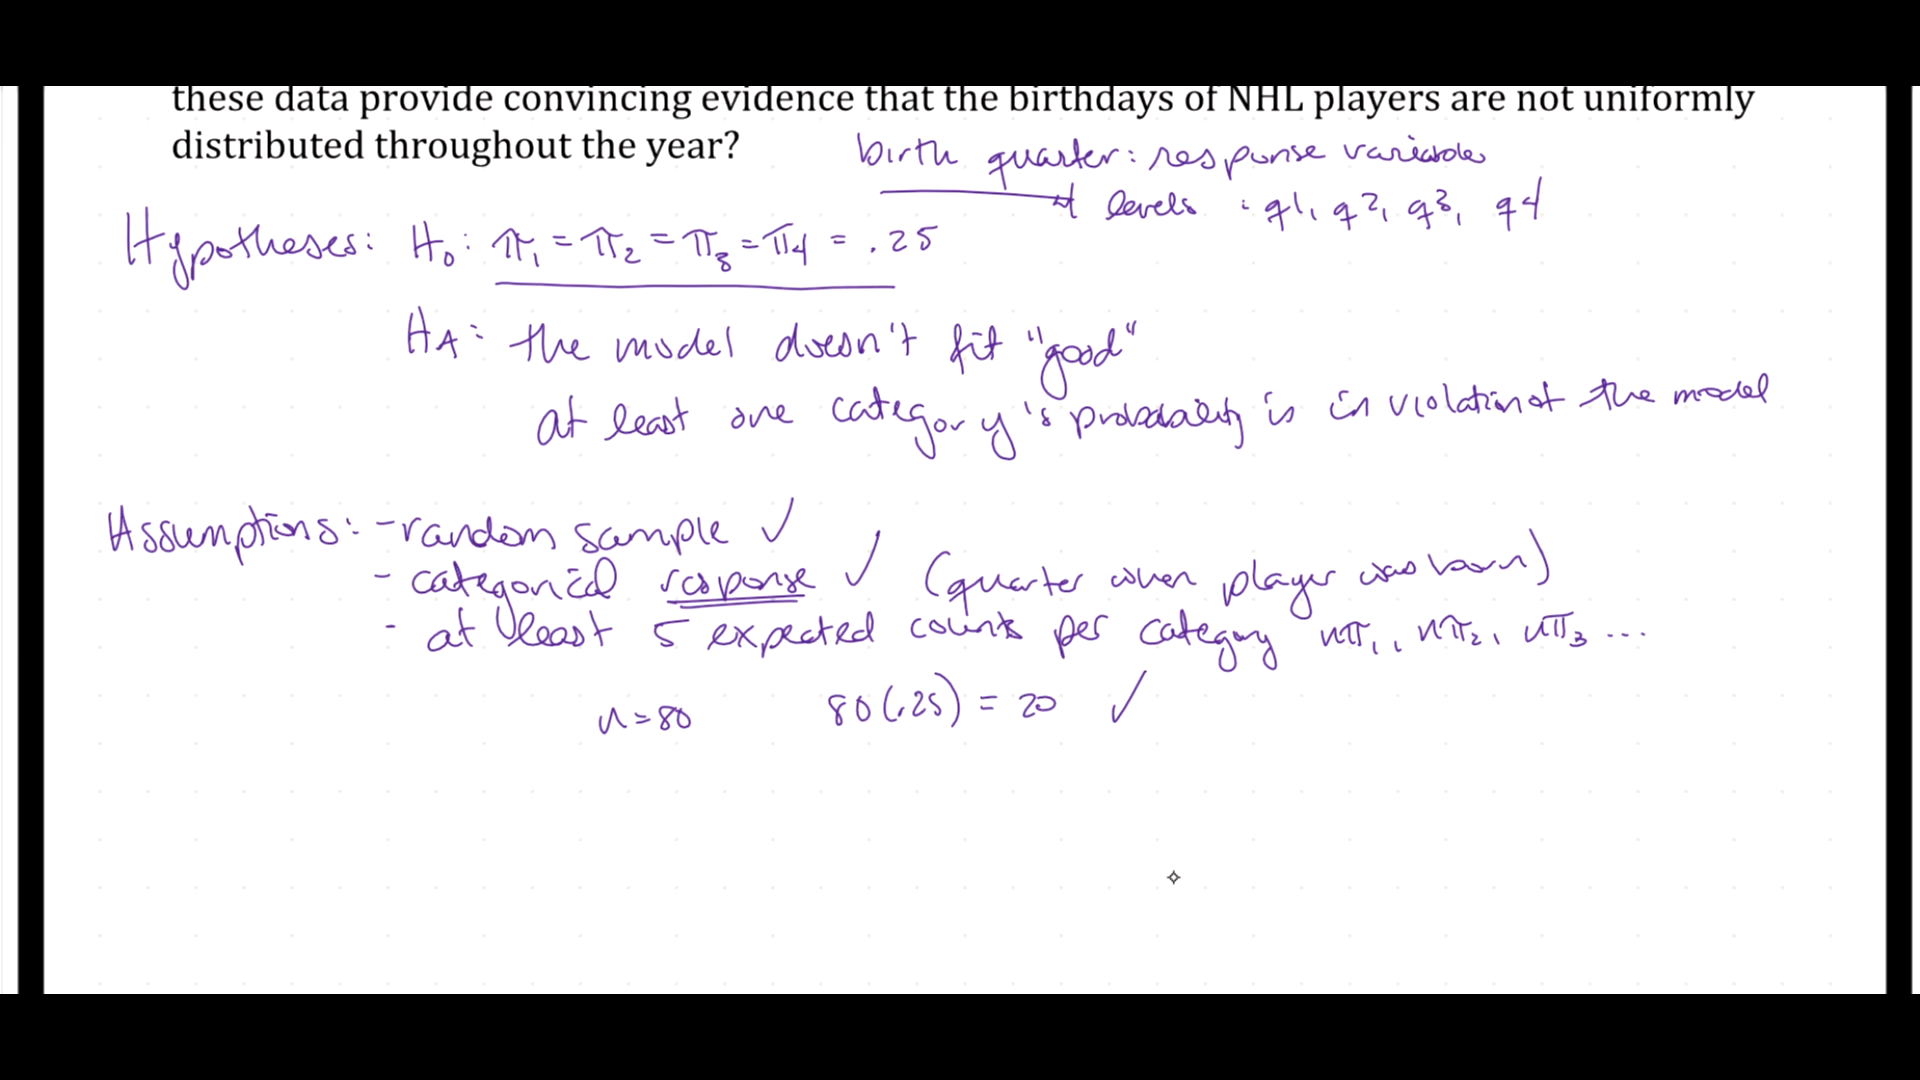 these data provide convincing evidence that the birthdays of NHL players are not uniformly
distributed throughout the year?
birth quarter: response variable
4 levels : q1, q2, q3, q4
Hypotheses: H₀: π₁ = π₂ = π₃ = π4 = .25
HA: the model doesn't fit "good"
at least one category's probability is in violation of the model
Assumptions: - random sample ✓
- categorical response ✓ (quarter when player was born)
- at least 5 expected counts per category nπ₁, nπ₂, nπ₃ ...
n=80 80(.25) = 20 ✓